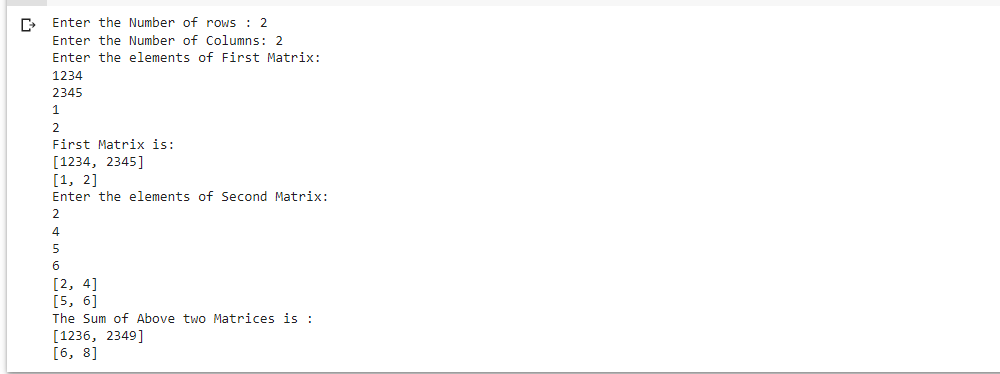 Enter the Number of rows : 2
Enter the Number of Columns: 2
Enter the elements of First Matrix:
1234
2345
1
2
First Matrix is:
[1234, 2345]
[1, 2]
Enter the elements of Second Matrix:
2
4
5
6
[2, 4]
[5, 6]
The Sum of Above two Matrices is :
[1236, 2349]
[6, 8]